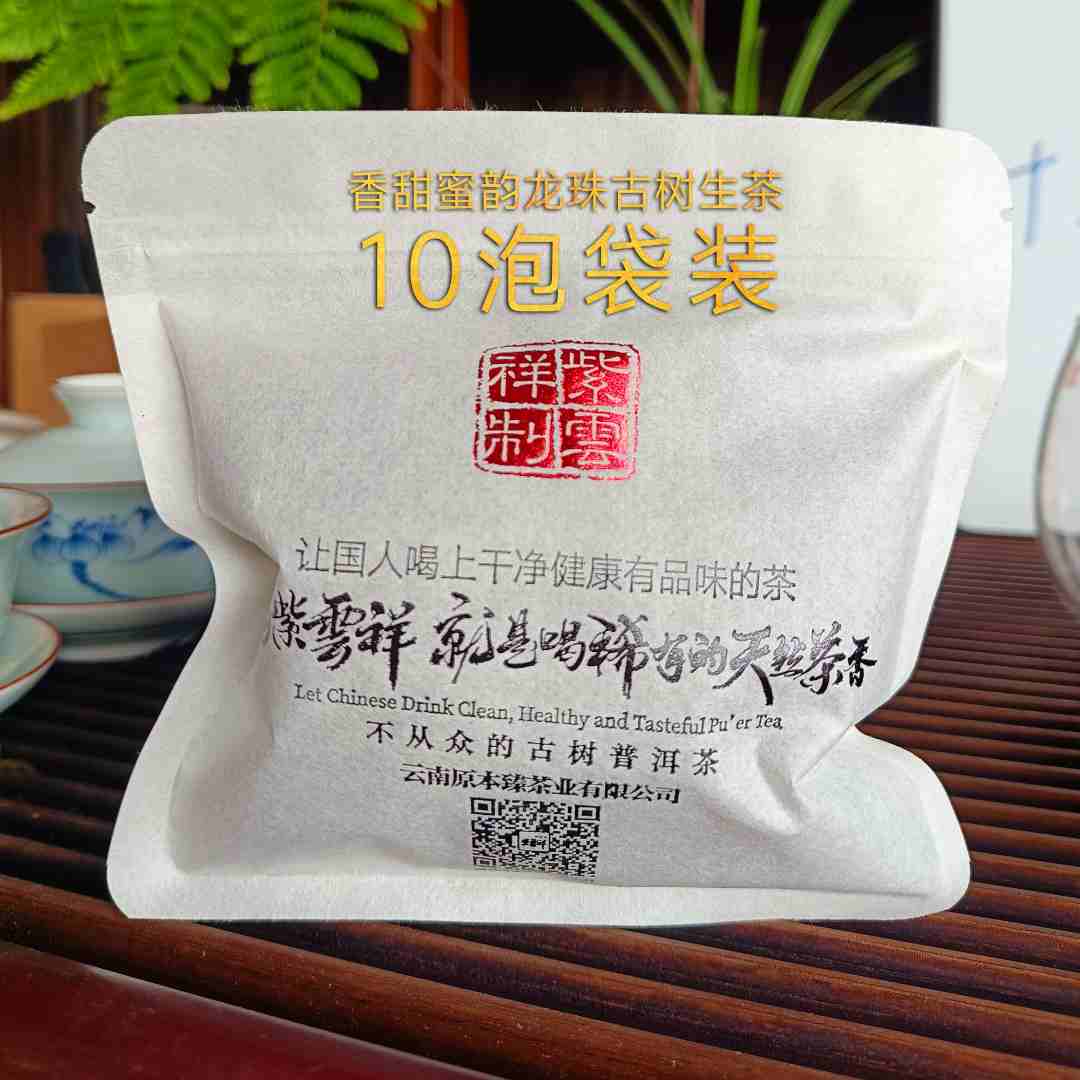 香甜蜜韵龙珠古树生茶
10泡袋装
紫雲
祥制
让国人喝上干净健康有品味的茶
紫雲祥 就是喝稀有的天然茶香
Let Chinese Drink Clean, Healthy and Tasteful Pu'er Tea
不从众的古树普洱茶
云南原本臻茶业有限公司